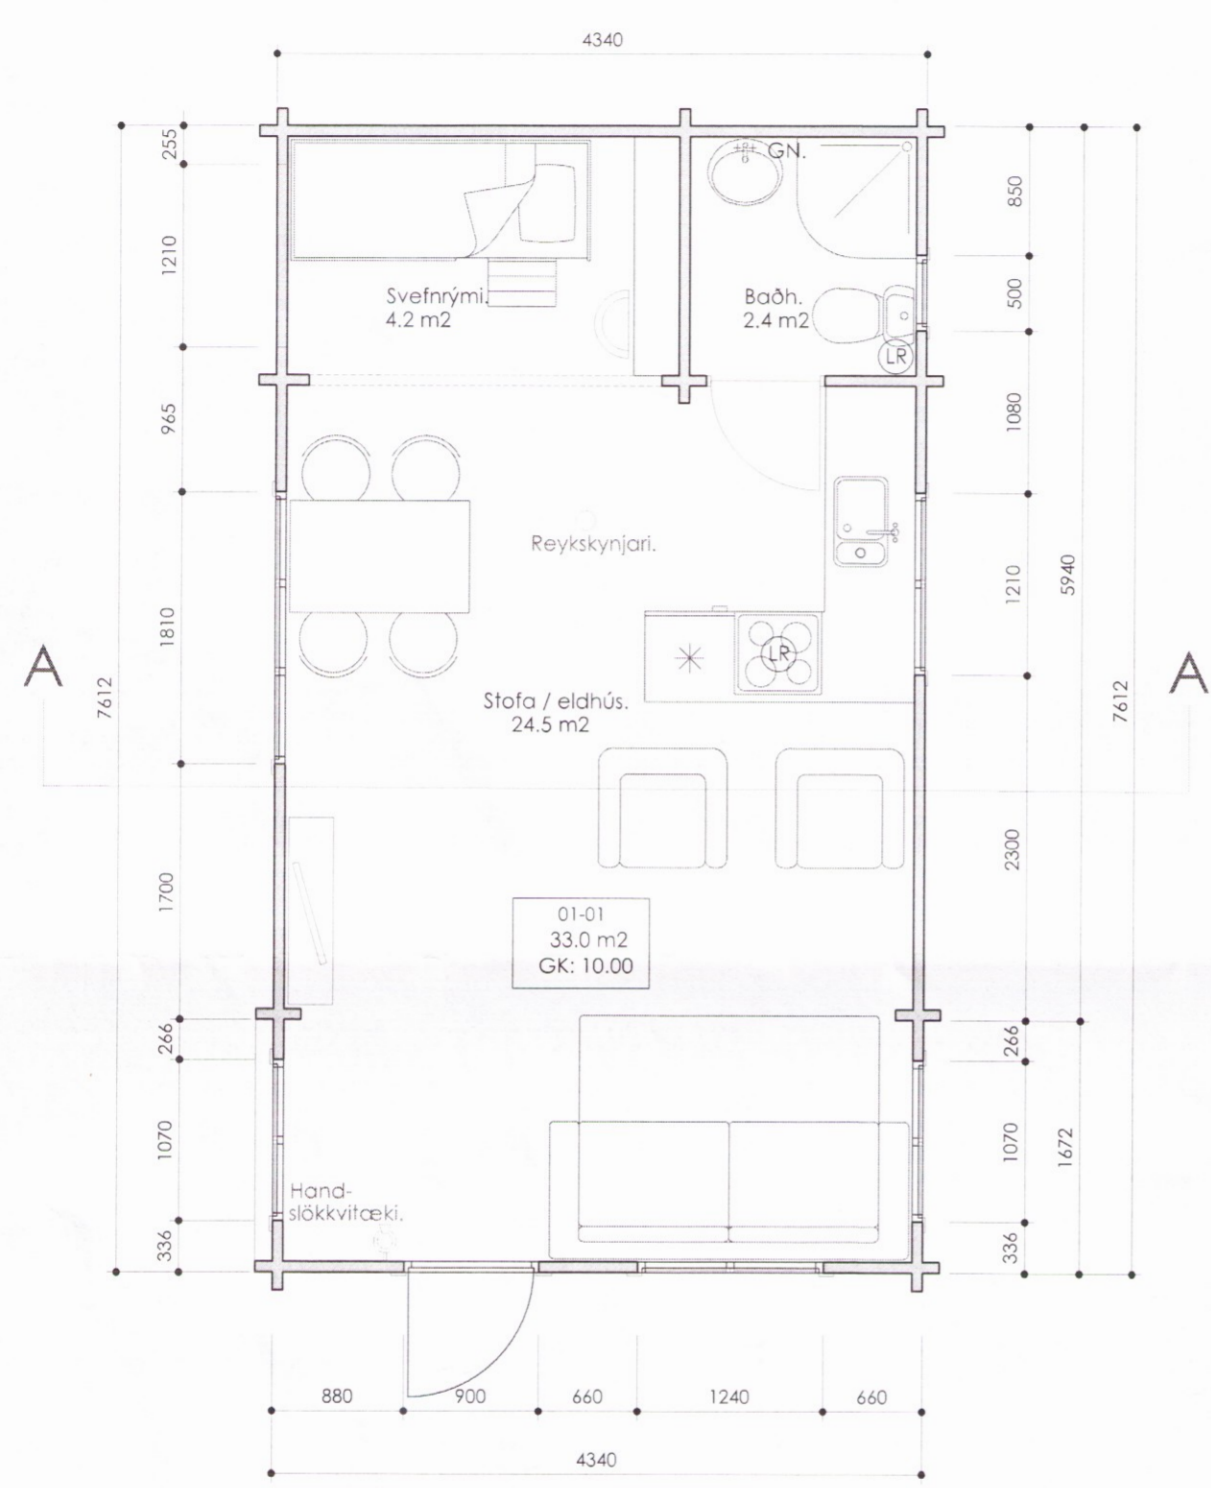 4340
255
1210
965
1810
1700
266
1070
336
7612
850
500
1080
1210
2300
266
1070
336
5940
1672
7612
GN.
Svefnrými.
4.2 m2
Baðh.
2.4 m2
LR
Reykskynjari.
LR
A
A
Stofa / eldhús.
24.5 m2
01-01
33.0 m2
GK: 10.00
Hand-
slökkvitæki.
880
900
660
1240
660
4340